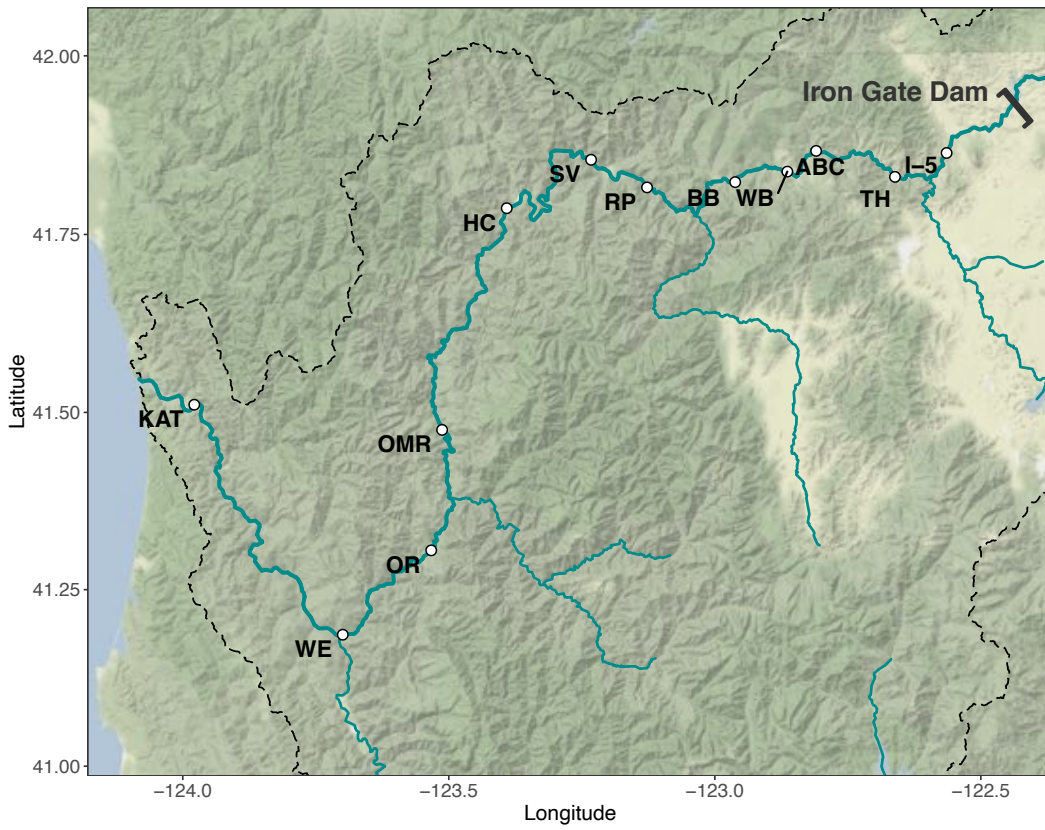 42.00
Iron Gate Dam
I–5
ABC
SV
RP
BB
WB
TH
HC
41.75
Latitude
41.50
KAT
OMR
OR
41.25
WE
41.00
−124.0
−123.5
−123.0
−122.5
Longitude